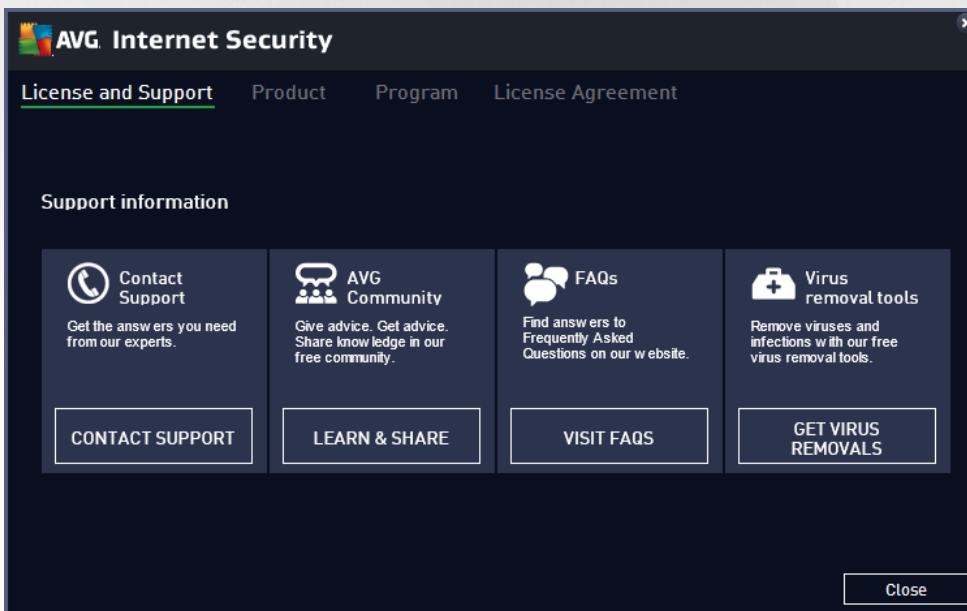 AVG. Internet Security
License and Support Product Program License Agreement
Support information
Contact
Support
Get the answers you need
from our experts.
CONTACT SUPPORT
AVG
Community
Give advice. Get advice.
Share knowledge in our
free community.
LEARN & SHARE
FAQs
Find answers to
Frequently Asked
Questions on our website.
VISIT FAQS
Virus
removal tools
Remove viruses and
infections with our free
virus removal tools.
GET VIRUS
REMOVALS
Close